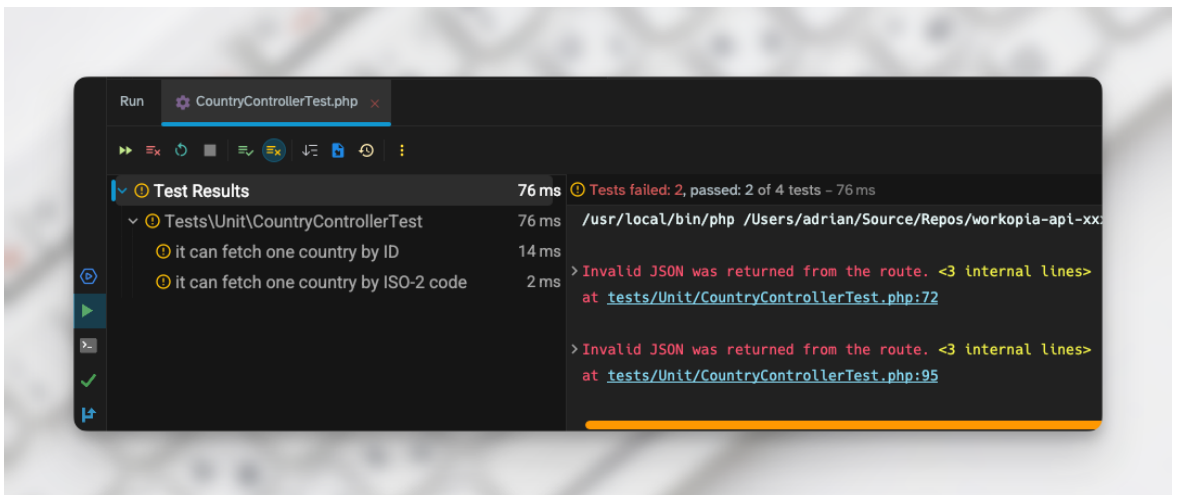 Run CountryControllerTest.php
Test Results 76 ms
Tests\Unit\CountryControllerTest 76 ms
it can fetch one country by ID 14 ms
it can fetch one country by ISO-2 code 2 ms
Tests failed: 2, passed: 2 of 4 tests – 76 ms
/usr/local/bin/php /Users/adrian/Source/Repos/workopia-api-xx
Invalid JSON was returned from the route. <3 internal lines>
at tests/Unit/CountryControllerTest.php:72
Invalid JSON was returned from the route. <3 internal lines>
at tests/Unit/CountryControllerTest.php:95